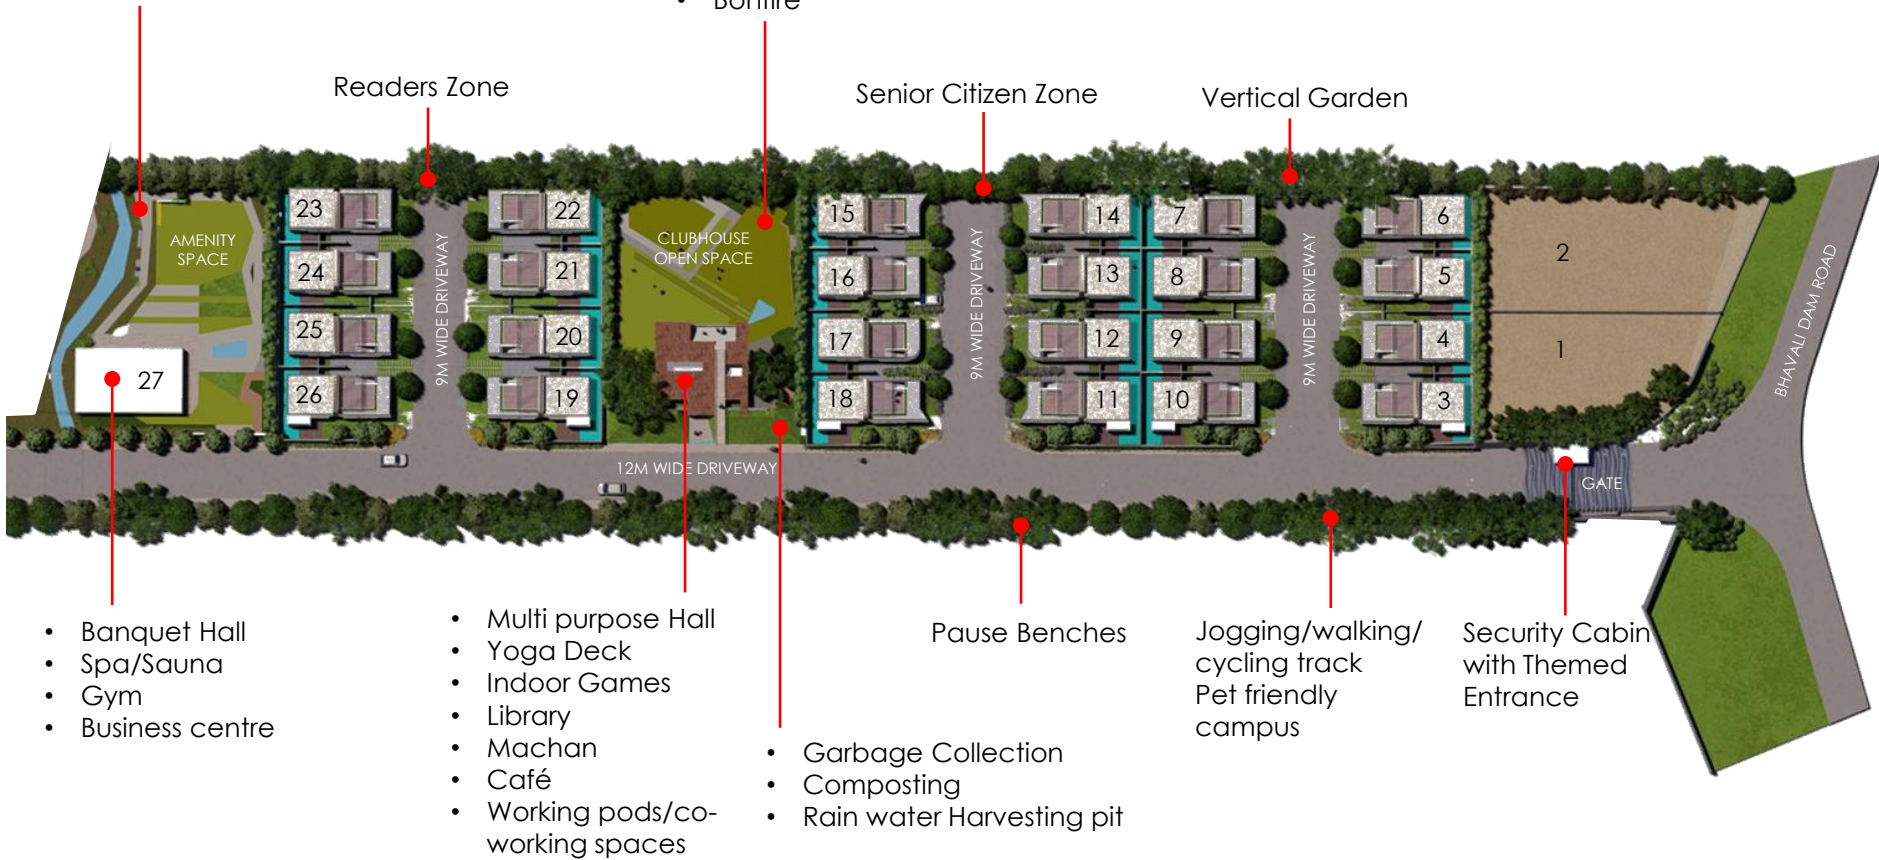 • Bonfire
Readers Zone
Senior Citizen Zone
Vertical Garden
23
22
15
14
7
6
AMENITY
SPACE
CLUBHOUSE
OPEN SPACE
2
24
21
16
13
8
5
9M WIDE DRIVEWAY
9M WIDE DRIVEWAY
9M WIDE DRIVEWAY
BHAVALI DAM ROAD
25
20
17
12
9
4
1
27
26
19
18
11
10
3
12M WIDE DRIVEWAY
GATE
• Banquet Hall
• Spa/Sauna
• Gym
• Business centre
• Multi purpose Hall
• Yoga Deck
• Indoor Games
• Library
• Machan
• Café
• Working pods/co-
working spaces
• Garbage Collection
• Composting
• Rain water Harvesting pit
Pause Benches
Jogging/walking/
cycling track
Pet friendly
campus
Security Cabin
with Themed
Entrance